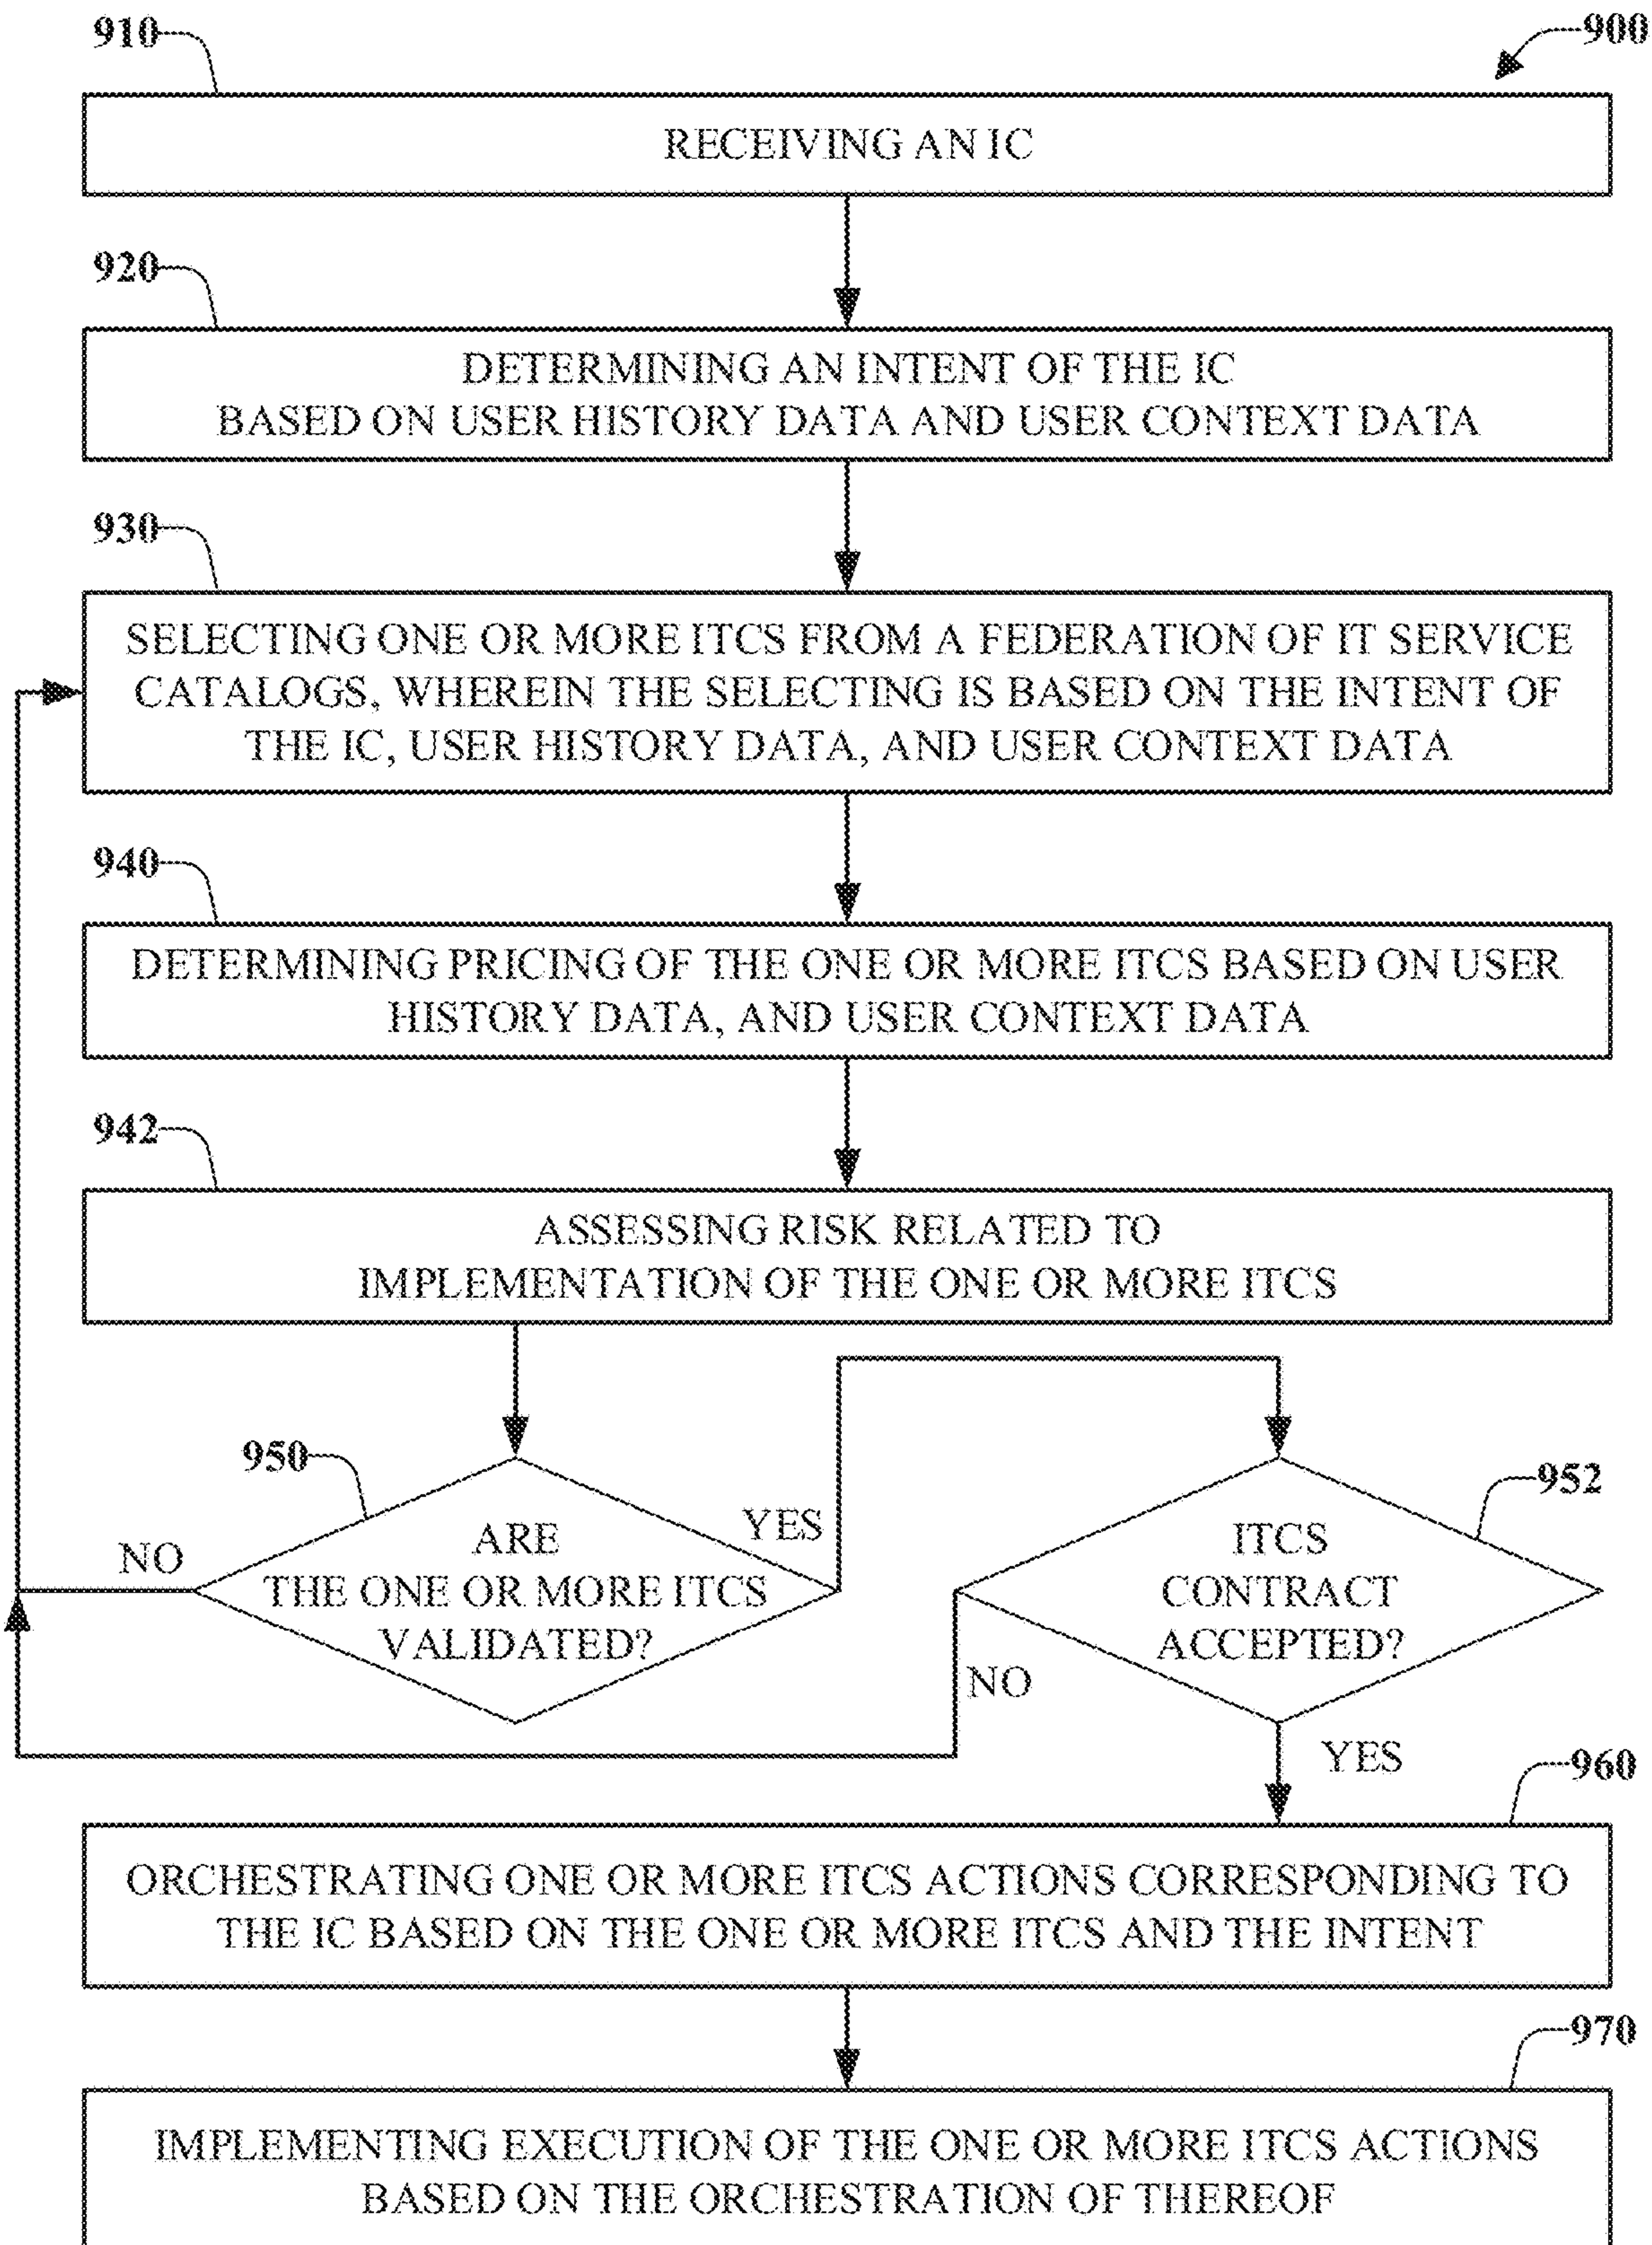 910
900
RECEIVING AN IC
920
DETERMINING AN INTENT OF THE IC
BASED ON USER HISTORY DATA AND USER CONTEXT DATA
930
SELECTING ONE OR MORE ITCS FROM A FEDERATION OF IT SERVICE
CATALOGS, WHEREIN THE SELECTING IS BASED ON THE INTENT OF
THE IC, USER HISTORY DATA, AND USER CONTEXT DATA
940
DETERMINING PRICING OF THE ONE OR MORE ITCS BASED ON USER
HISTORY DATA, AND USER CONTEXT DATA
942
ASSESSING RISK RELATED TO
IMPLEMENTATION OF THE ONE OR MORE ITCS
950
ARE
THE ONE OR MORE ITCS
VALIDATED?
NO
YES
952
ITCS
CONTRACT
ACCEPTED?
NO
YES
960
ORCHESTRATING ONE OR MORE ITCS ACTIONS CORRESPONDING TO
THE IC BASED ON THE ONE OR MORE ITCS AND THE INTENT
970
IMPLEMENTING EXECUTION OF THE ONE OR MORE ITCS ACTIONS
BASED ON THE ORCHESTRATION OF THEREOF